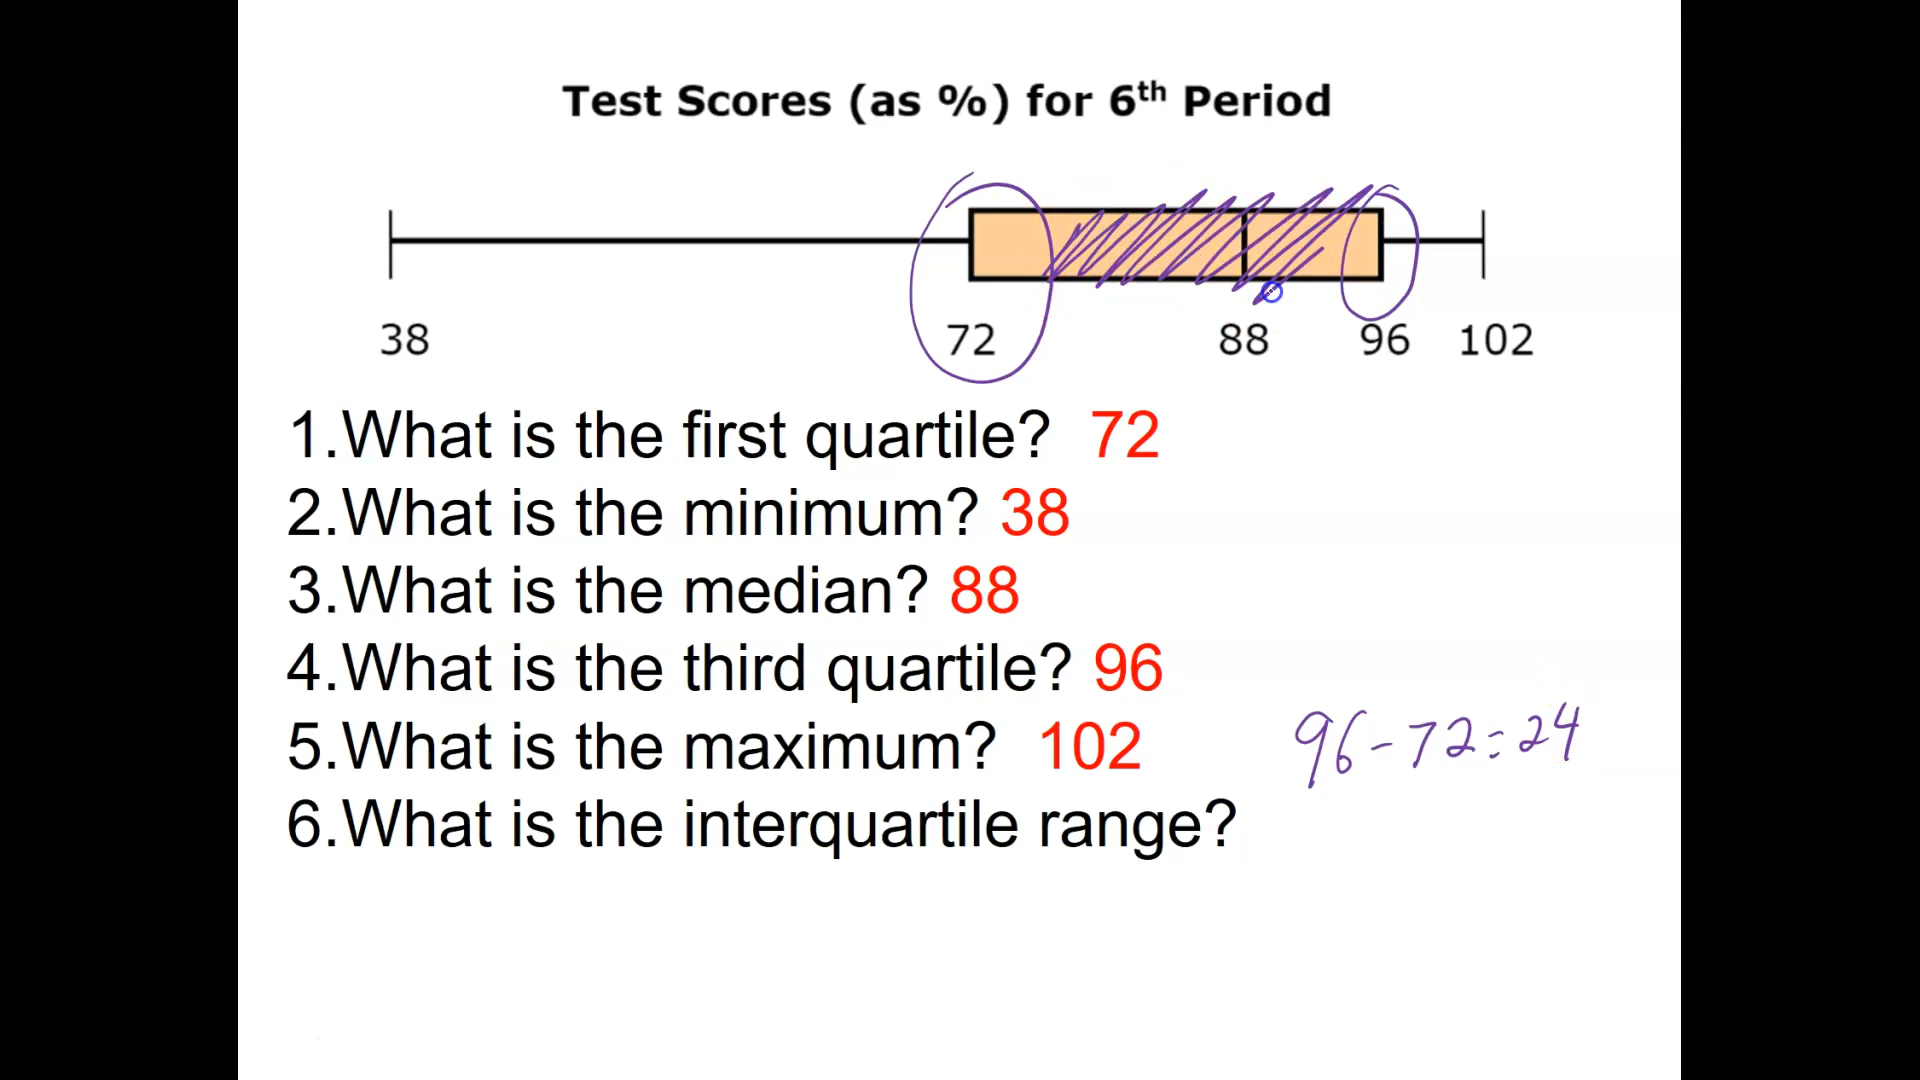 Test Scores (as %) for 6th Period
38 72 88 96 102
1.What is the first quartile? 72
2.What is the minimum? 38
3.What is the median? 88
4.What is the third quartile? 96
5.What is the maximum? 102
96-72=24
6.What is the interquartile range?